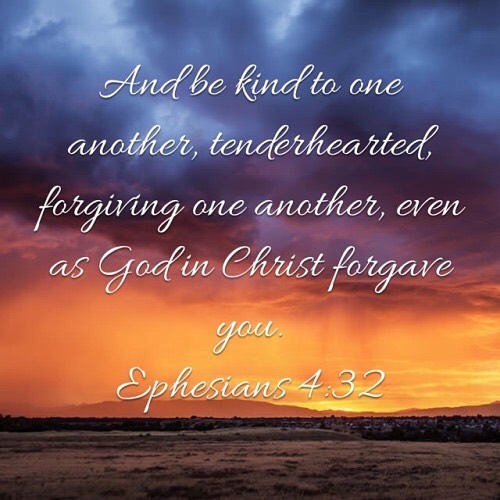 And be kind to one
another, tenderhearted,
forgiving one another, even
as God in Christ forgave
you.
Ephesians 4:32